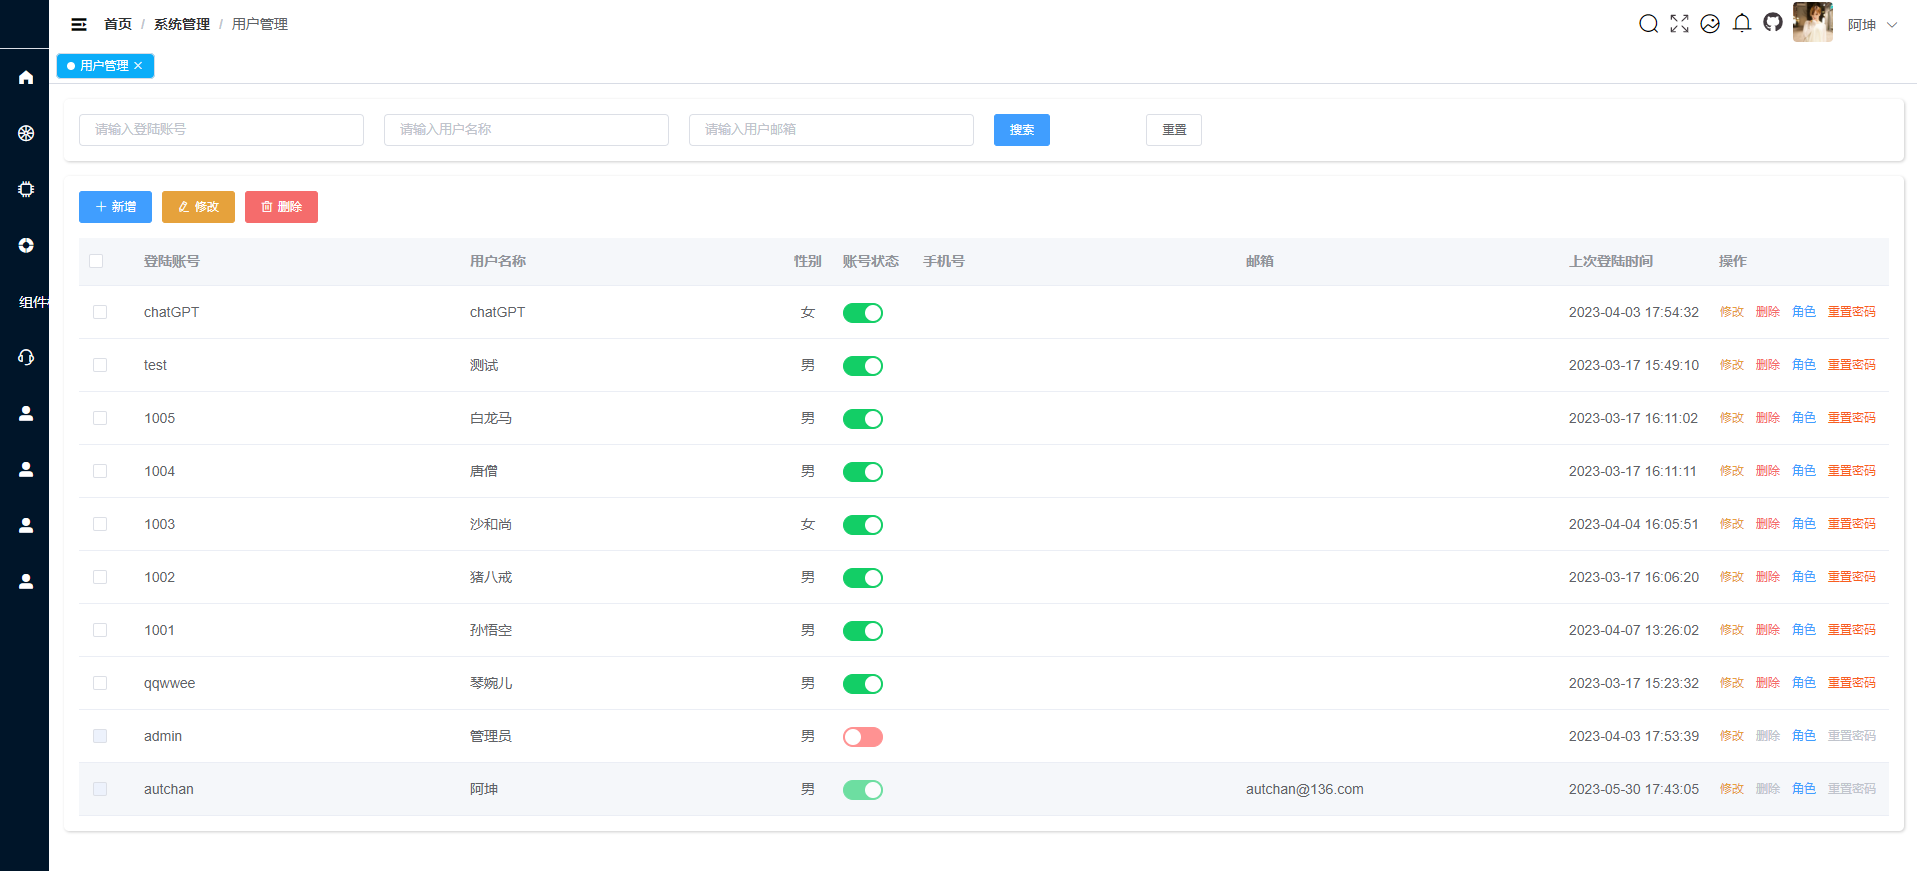 首页 / 系统管理 / 用户管理
阿坤
用户管理
请输入登陆账号 请输入用户名称 请输入用户邮箱 搜索 重置
新增 修改 删除
登陆账号 用户名称 性别 账号状态 手机号 邮箱 上次登陆时间 操作
组件
chatGPT chatGPT 女 2023-04-03 17:54:32 修改 删除 角色 重置密码
test 测试 男 2023-03-17 15:49:10 修改 删除 角色 重置密码
1005 白龙马 男 2023-03-17 16:11:02 修改 删除 角色 重置密码
1004 唐僧 男 2023-03-17 16:11:11 修改 删除 角色 重置密码
1003 沙和尚 女 2023-04-04 16:05:51 修改 删除 角色 重置密码
1002 猪八戒 男 2023-03-17 16:06:20 修改 删除 角色 重置密码
1001 孙悟空 男 2023-04-07 13:26:02 修改 删除 角色 重置密码
qqwwee 琴婉儿 男 2023-03-17 15:23:32 修改 删除 角色 重置密码
admin 管理员 男 2023-04-03 17:53:39 修改 删除 角色 重置密码
autchan 阿坤 男 autchan@136.com 2023-05-30 17:43:05 修改 删除 角色 重置密码